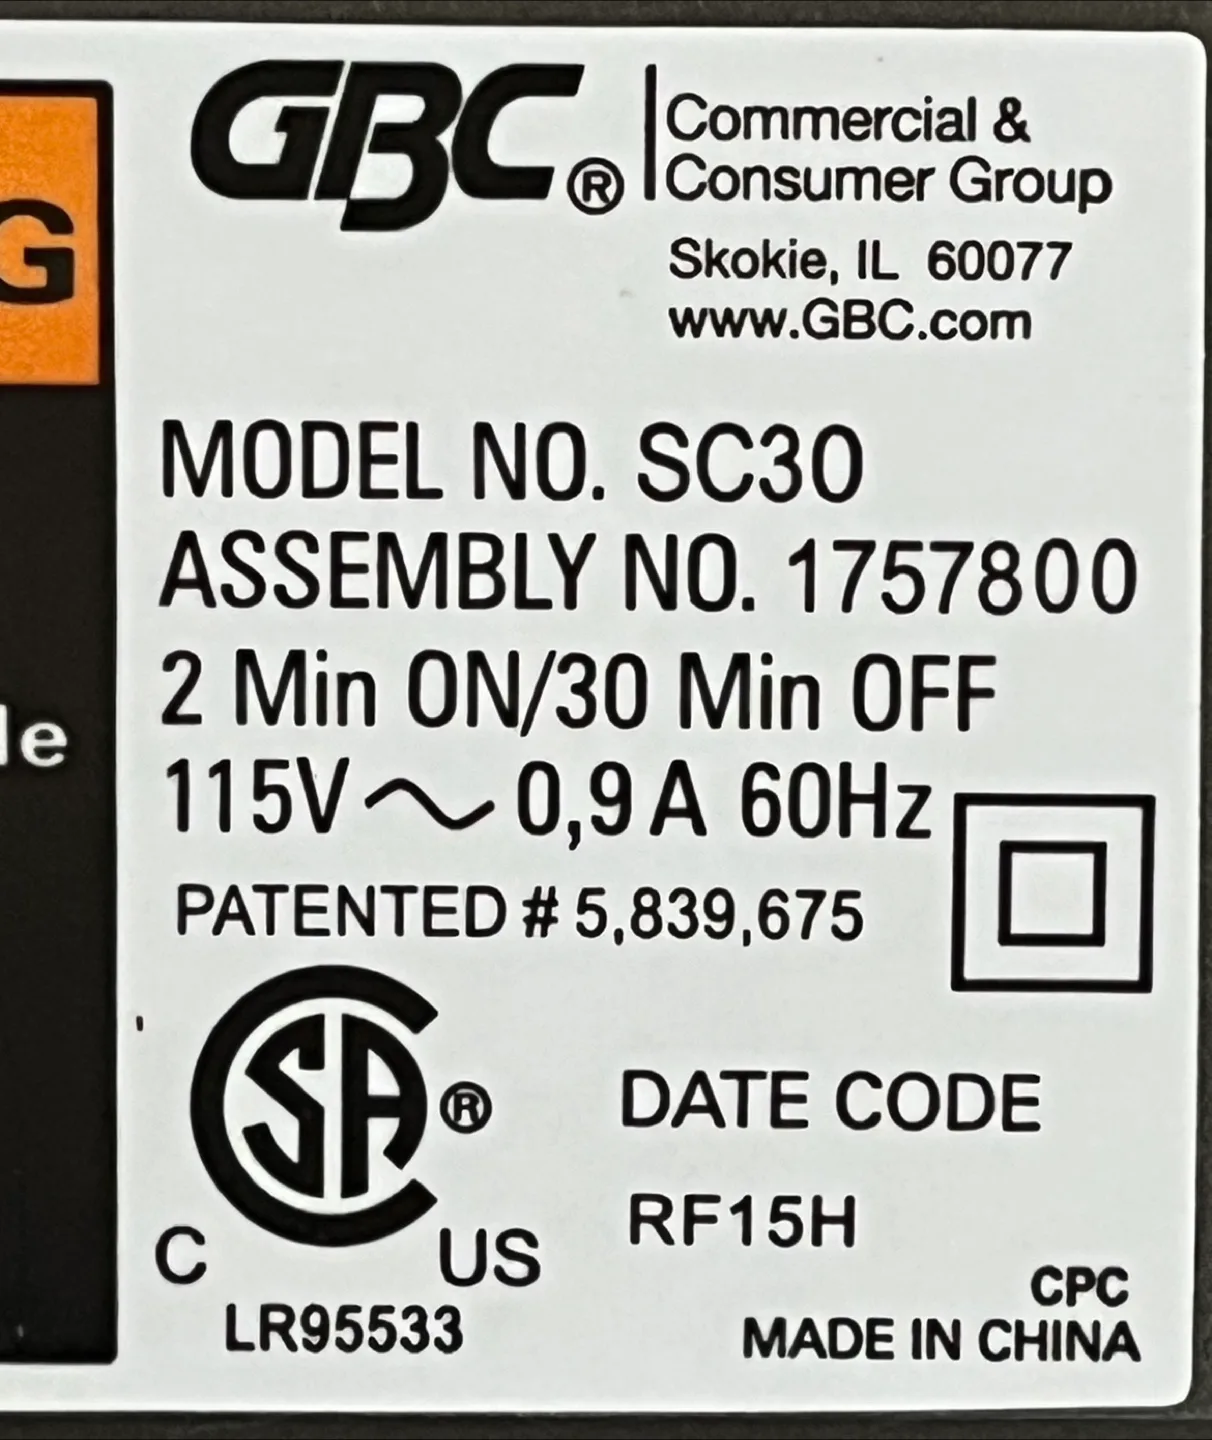 GBC® Commercial &
Consumer Group
Skokie, IL 60077
www.GBC.com
G
MODEL NO. SC30
ASSEMBLY NO. 1757800
2 Min ON/30 Min OFF
le
115V ~ 0,9 A 60Hz
PATENTED # 5,839,675
CSA®
C US
LR95533
DATE CODE
RF15H
CPC
MADE IN CHINA